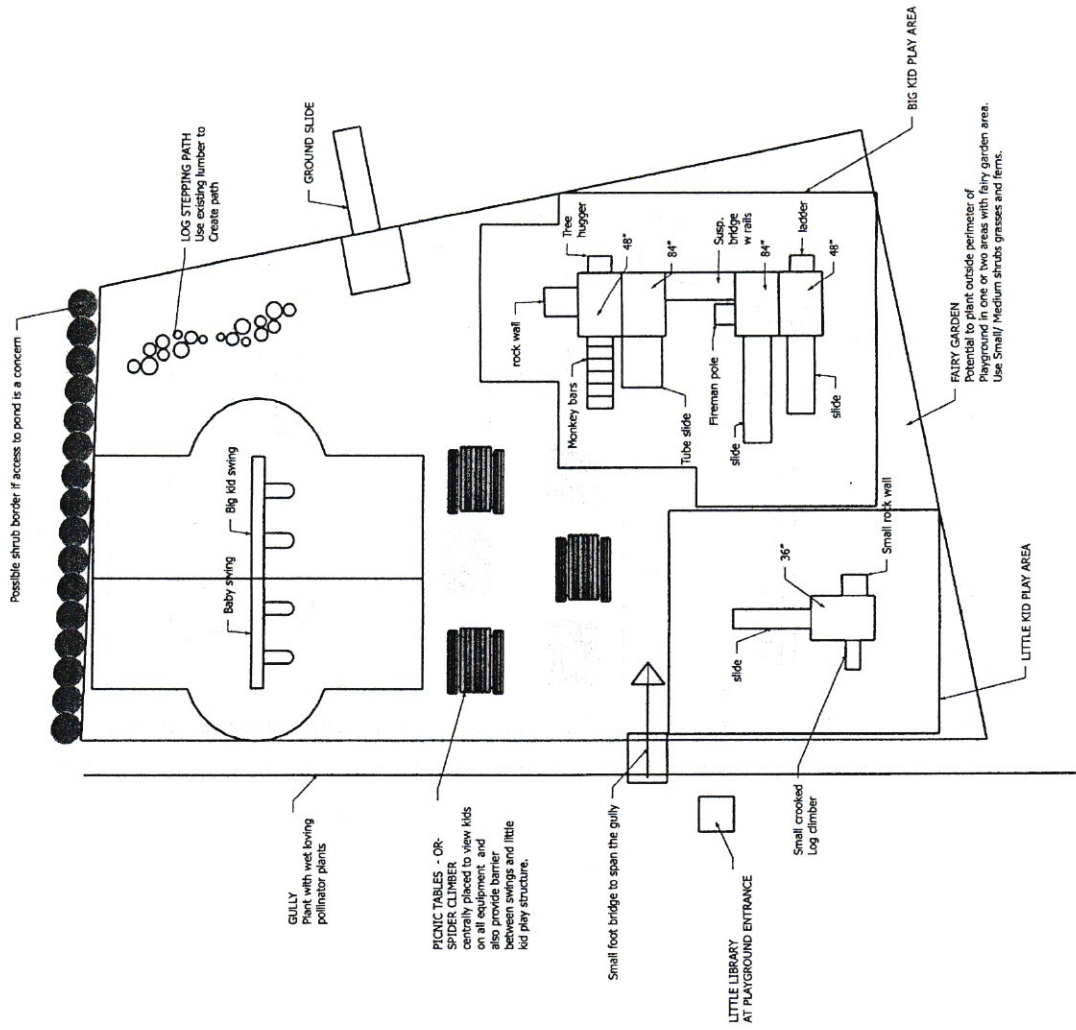 Possible shrub border if access to pond is a concern
LOG STEPPING PATH
Use existing lumber to
Create path
GROUND SLIDE
Baby swing
Big kid swing
GULLY
Plant with wet loving
pollinator plants
PICNIC TABLES - OR-
SPIDER CLIMBER
centrally placed to view kids
on all equipment and
also provide barrier
between swings and little
kid play structure.
rock wall
Tree
hugger
48"
Monkey bars
84"
Tube slide
Susp.
bridge
w rails
Fireman pole
84"
slide
ladder
48"
slide
BIG KID PLAY AREA
Small foot bridge to span the gully
LITTLE LIBRARY
AT PLAYGROUND ENTRANCE
slide
36"
Small rock wall
Small crooked
Log climber
LITTLE KID PLAY AREA
FAIRY GARDEN
Potential to plant outside perimeter of
Playground in one or two areas with fairy garden area.
Use Small/ Medium shrubs grasses and ferns.